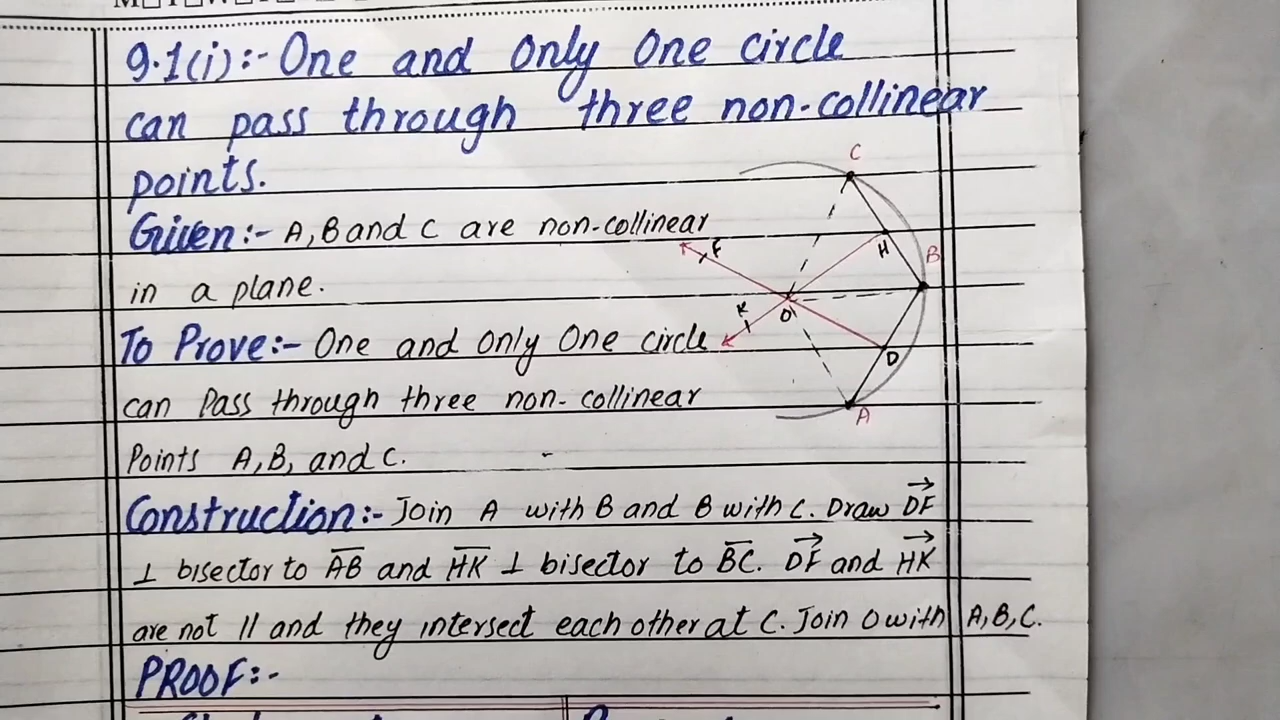 9.1(i):- One and Only One circle
can pass through three non-collinear
points.
Given:- A, B and C are non-collinear
in a plane.
To Prove:- One and Only One circle
can Pass through three non-collinear
Points A, B, and C.
C
B
H
F
K
O
D
A
Construction:- Join A with B and B with C. Draw DF
⊥ bisector to AB and HK ⊥ bisector to BC. DF and HK
are not || and they intersect each other at C. Join O with A, B, C.
PROOF:-